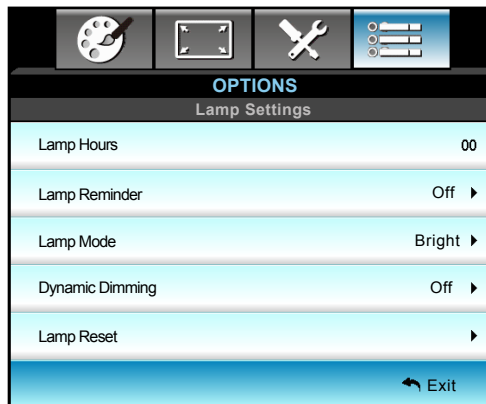 OPTIONS
Lamp Settings
Lamp Hours 00
Lamp Reminder Off
Lamp Mode Bright
Dynamic Dimming Off
Lamp Reset
Exit